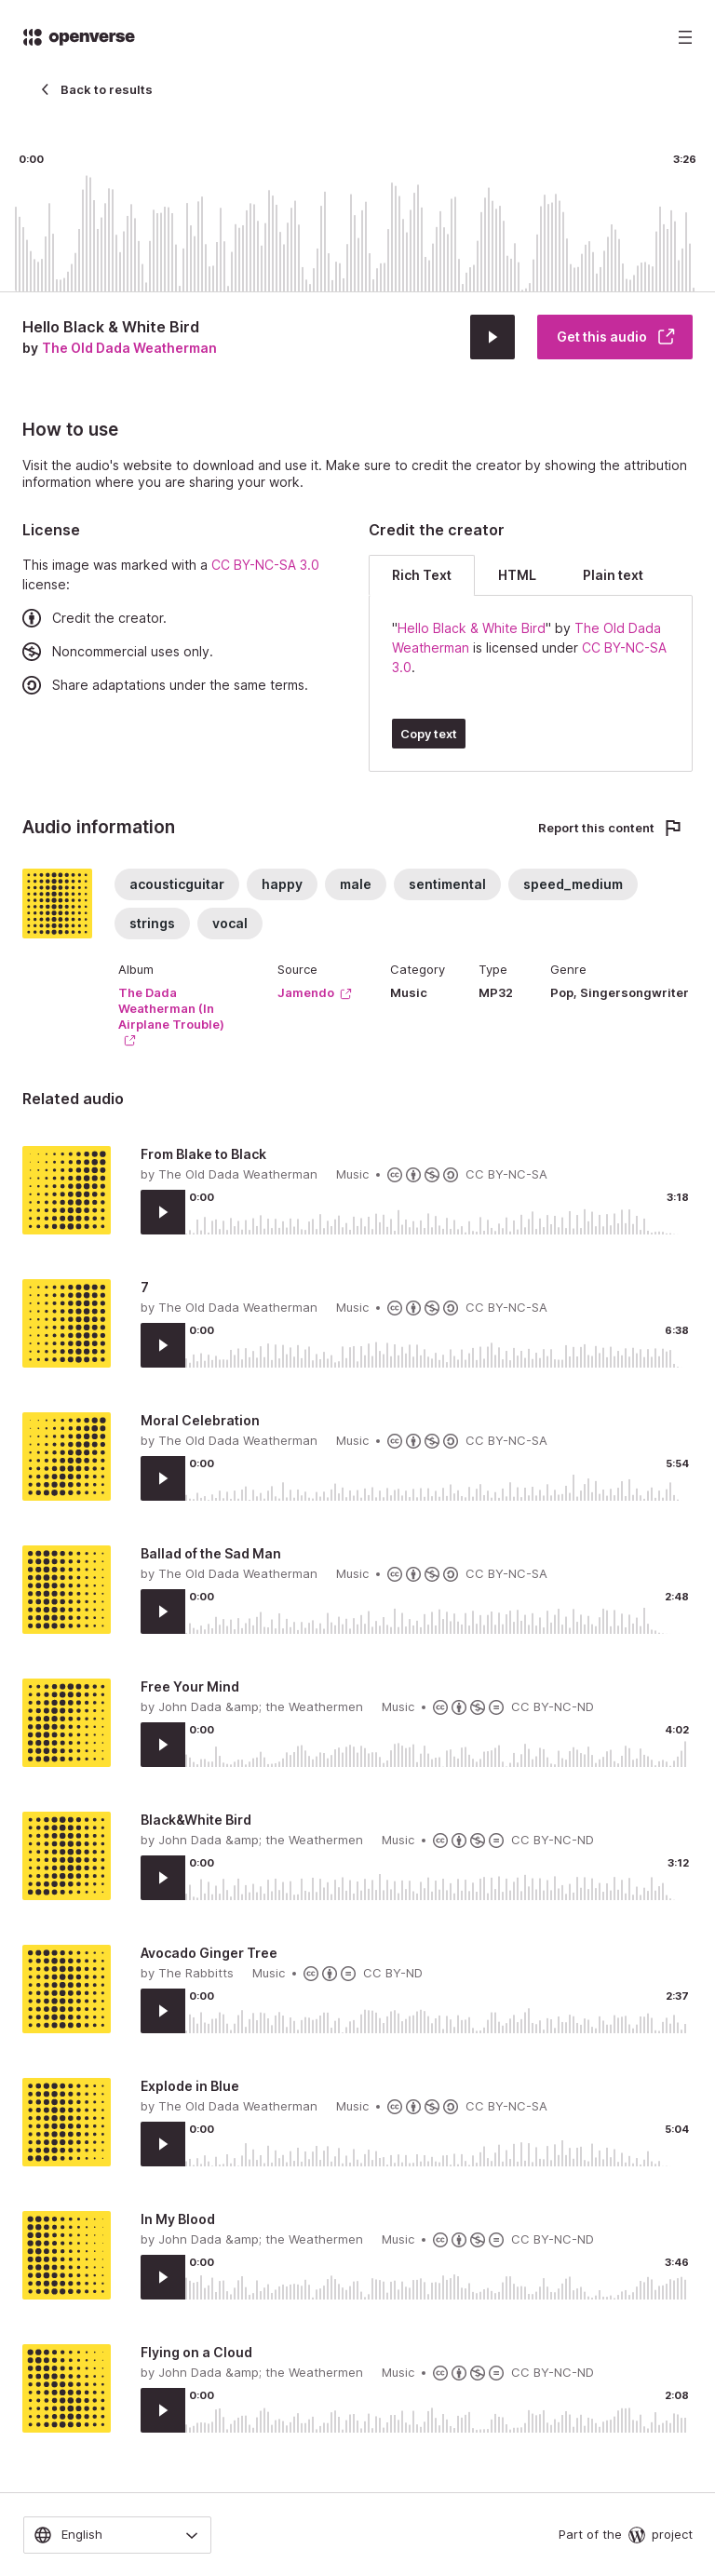 openverse
Back to results
0:00
3:26
Hello Black & White Bird
by The Old Dada Weatherman
Get this audio
How to use
Visit the audio's website to download and use it. Make sure to credit the creator by showing the attribution
information where you are sharing your work.
License
This image was marked with a CC BY-NC-SA 3.0
license:
Credit the creator.
Noncommercial uses only.
Share adaptations under the same terms.
Credit the creator
Rich Text
HTML
Plain text
"Hello Black & White Bird" by The Old Dada
Weatherman is licensed under CC BY-NC-SA
3.0.
Copy text
Audio information
Report this content
acousticguitar
happy
male
sentimental
speed_medium
strings
vocal
Album
The Dada
Weatherman (In
Airplane Trouble)
Source
Jamendo
Category
Music
Type
MP32
Genre
Pop, Singersongwriter
Related audio
From Blake to Black
by The Old Dada Weatherman Music • CC BY-NC-SA
0:00
3:18
7
by The Old Dada Weatherman Music • CC BY-NC-SA
0:00
6:38
Moral Celebration
by The Old Dada Weatherman Music • CC BY-NC-SA
0:00
5:54
Ballad of the Sad Man
by The Old Dada Weatherman Music • CC BY-NC-SA
0:00
2:48
Free Your Mind
by John Dada &amp; the Weathermen Music • CC BY-NC-ND
0:00
4:02
Black&White Bird
by John Dada &amp; the Weathermen Music • CC BY-NC-ND
0:00
3:12
Avocado Ginger Tree
by The Rabbitts Music • CC BY-ND
0:00
2:37
Explode in Blue
by The Old Dada Weatherman Music • CC BY-NC-SA
0:00
5:04
In My Blood
by John Dada &amp; the Weathermen Music • CC BY-NC-ND
0:00
3:46
Flying on a Cloud
by John Dada &amp; the Weathermen Music • CC BY-NC-ND
0:00
2:08
English
Part of the project